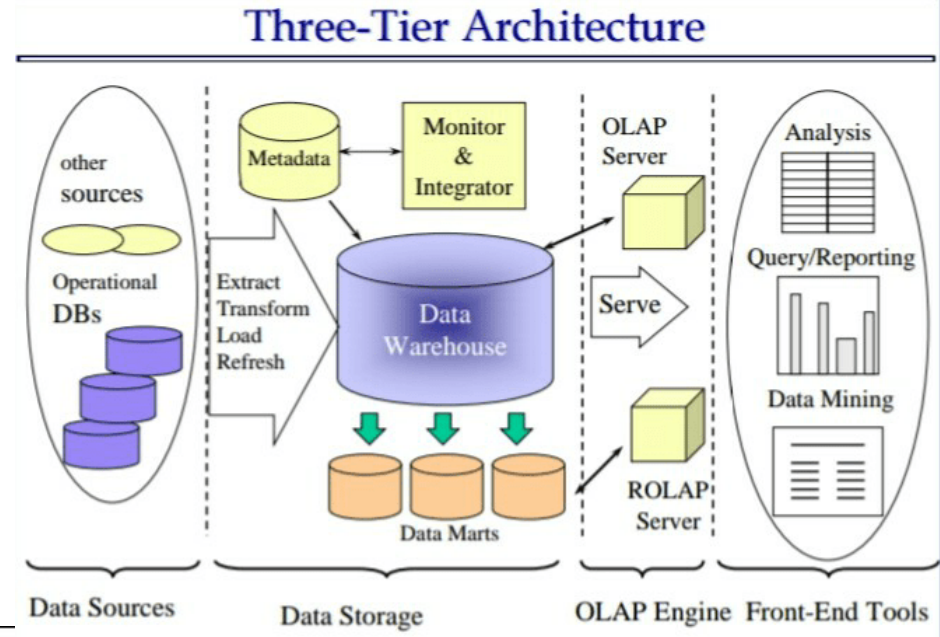 Three-Tier Architecture
other
sources
Operational
DBs
Metadata
Monitor
&
Integrator
Extract
Transform
Load
Refresh
Data
Warehouse
Data Marts
OLAP
Server
Serve
ROLAP
Server
Analysis
Query/Reporting
Data Mining
Data Sources
Data Storage
OLAP Engine
Front-End Tools